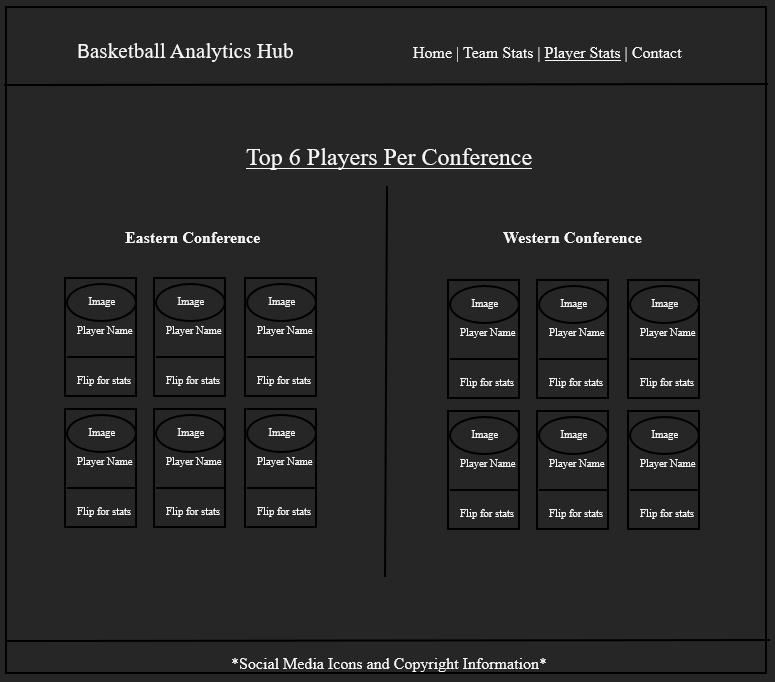 Basketball Analytics Hub
Home | Team Stats | Player Stats | Contact
Top 6 Players Per Conference
Eastern Conference
Image Image Image
Player Name Player Name Player Name
Flip for stats Flip for stats Flip for stats
Image Image Image
Player Name Player Name Player Name
Flip for stats Flip for stats Flip for stats
Western Conference
Image Image Image
Player Name Player Name Player Name
Flip for stats Flip for stats Flip for stats
Image Image Image
Player Name Player Name Player Name
Flip for stats Flip for stats Flip for stats
*Social Media Icons and Copyright Information*